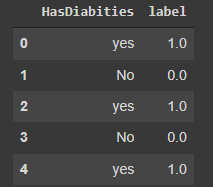 HasDiabities label
0 yes 1.0
1 No 0.0
2 yes 1.0
3 No 0.0
4 yes 1.0